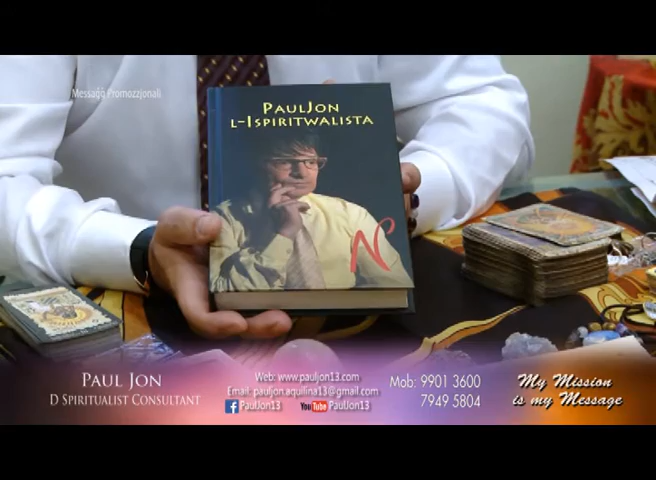 Messaġġ Promozzjonali
PAULJON
L-ISPIRITWALISTA
PAUL JON
D SPIRITUALIST CONSULTANT
Web: www.pauljon13.com
Email: pauljon.aquilina13@gmail.com
f PaulJon13 YouTube PaulJon13
Mob: 9901 3600
7949 5804
My Mission
is my Message